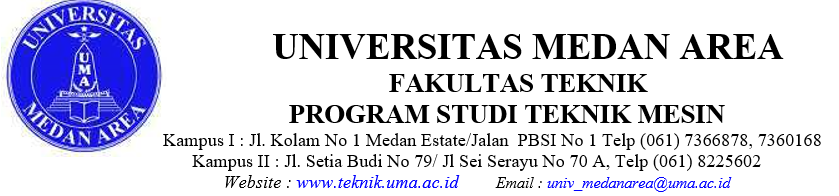 UNIVERSITAS MEDAN AREA
FAKULTAS TEKNIK
PROGRAM STUDI TEKNIK MESIN
Kampus I : Jl. Kolam No 1 Medan Estate/Jalan PBSI No 1 Telp (061) 7366878, 7360168
Kampus II : Jl. Setia Budi No 79/ Jl Sei Serayu No 70 A, Telp (061) 8225602
Website : www.teknik.uma.ac.id Email : univ_medanarea@uma.ac.id
UNIVERSITAS
UMA
MEDAN AREA